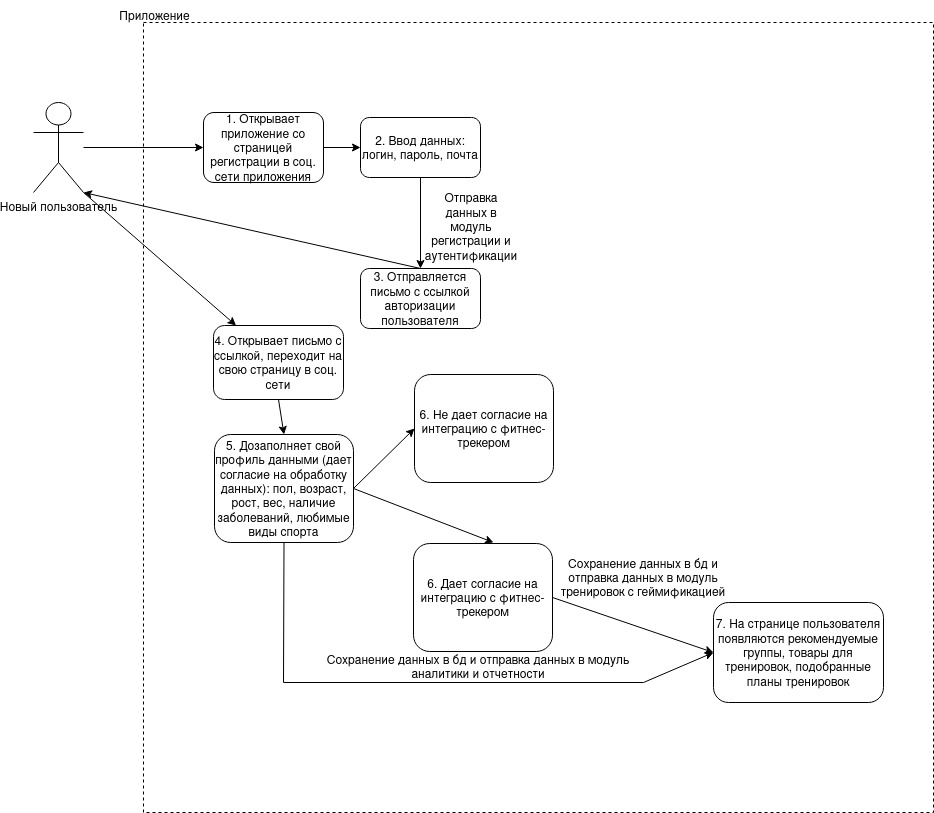 Приложение
1. Открывает
приложение со
страницей
регистрации в соц.
сети приложения
2. Ввод данных:
логин, пароль, почта
Новый пользователь
Отправка
данных в
модуль
регистрации и
аутентификации
3. Отправляется
письмо с ссылкой
авторизации
пользователя
4. Открывает письмо с
ссылкой, переходит на
свою страницу в соц.
сети
6. Не дает согласие на
интеграцию с фитнес-
трекером
5. Дозаполняет свой
профиль данными (дает
согласие на обработку
данных): пол, возраст,
рост, вес, наличие
заболеваний, любимые
виды спорта
6. Дает согласие на
интеграцию с фитнес-
трекером
Сохранение данных в бд и
отправка данных в модуль
тренировок с геймификацией
7. На странице пользователя
появляются рекомендуемые
группы, товары для
тренировок, подобранные
планы тренировок
Сохранение данных в бд и отправка данных в модуль
аналитики и отчетности